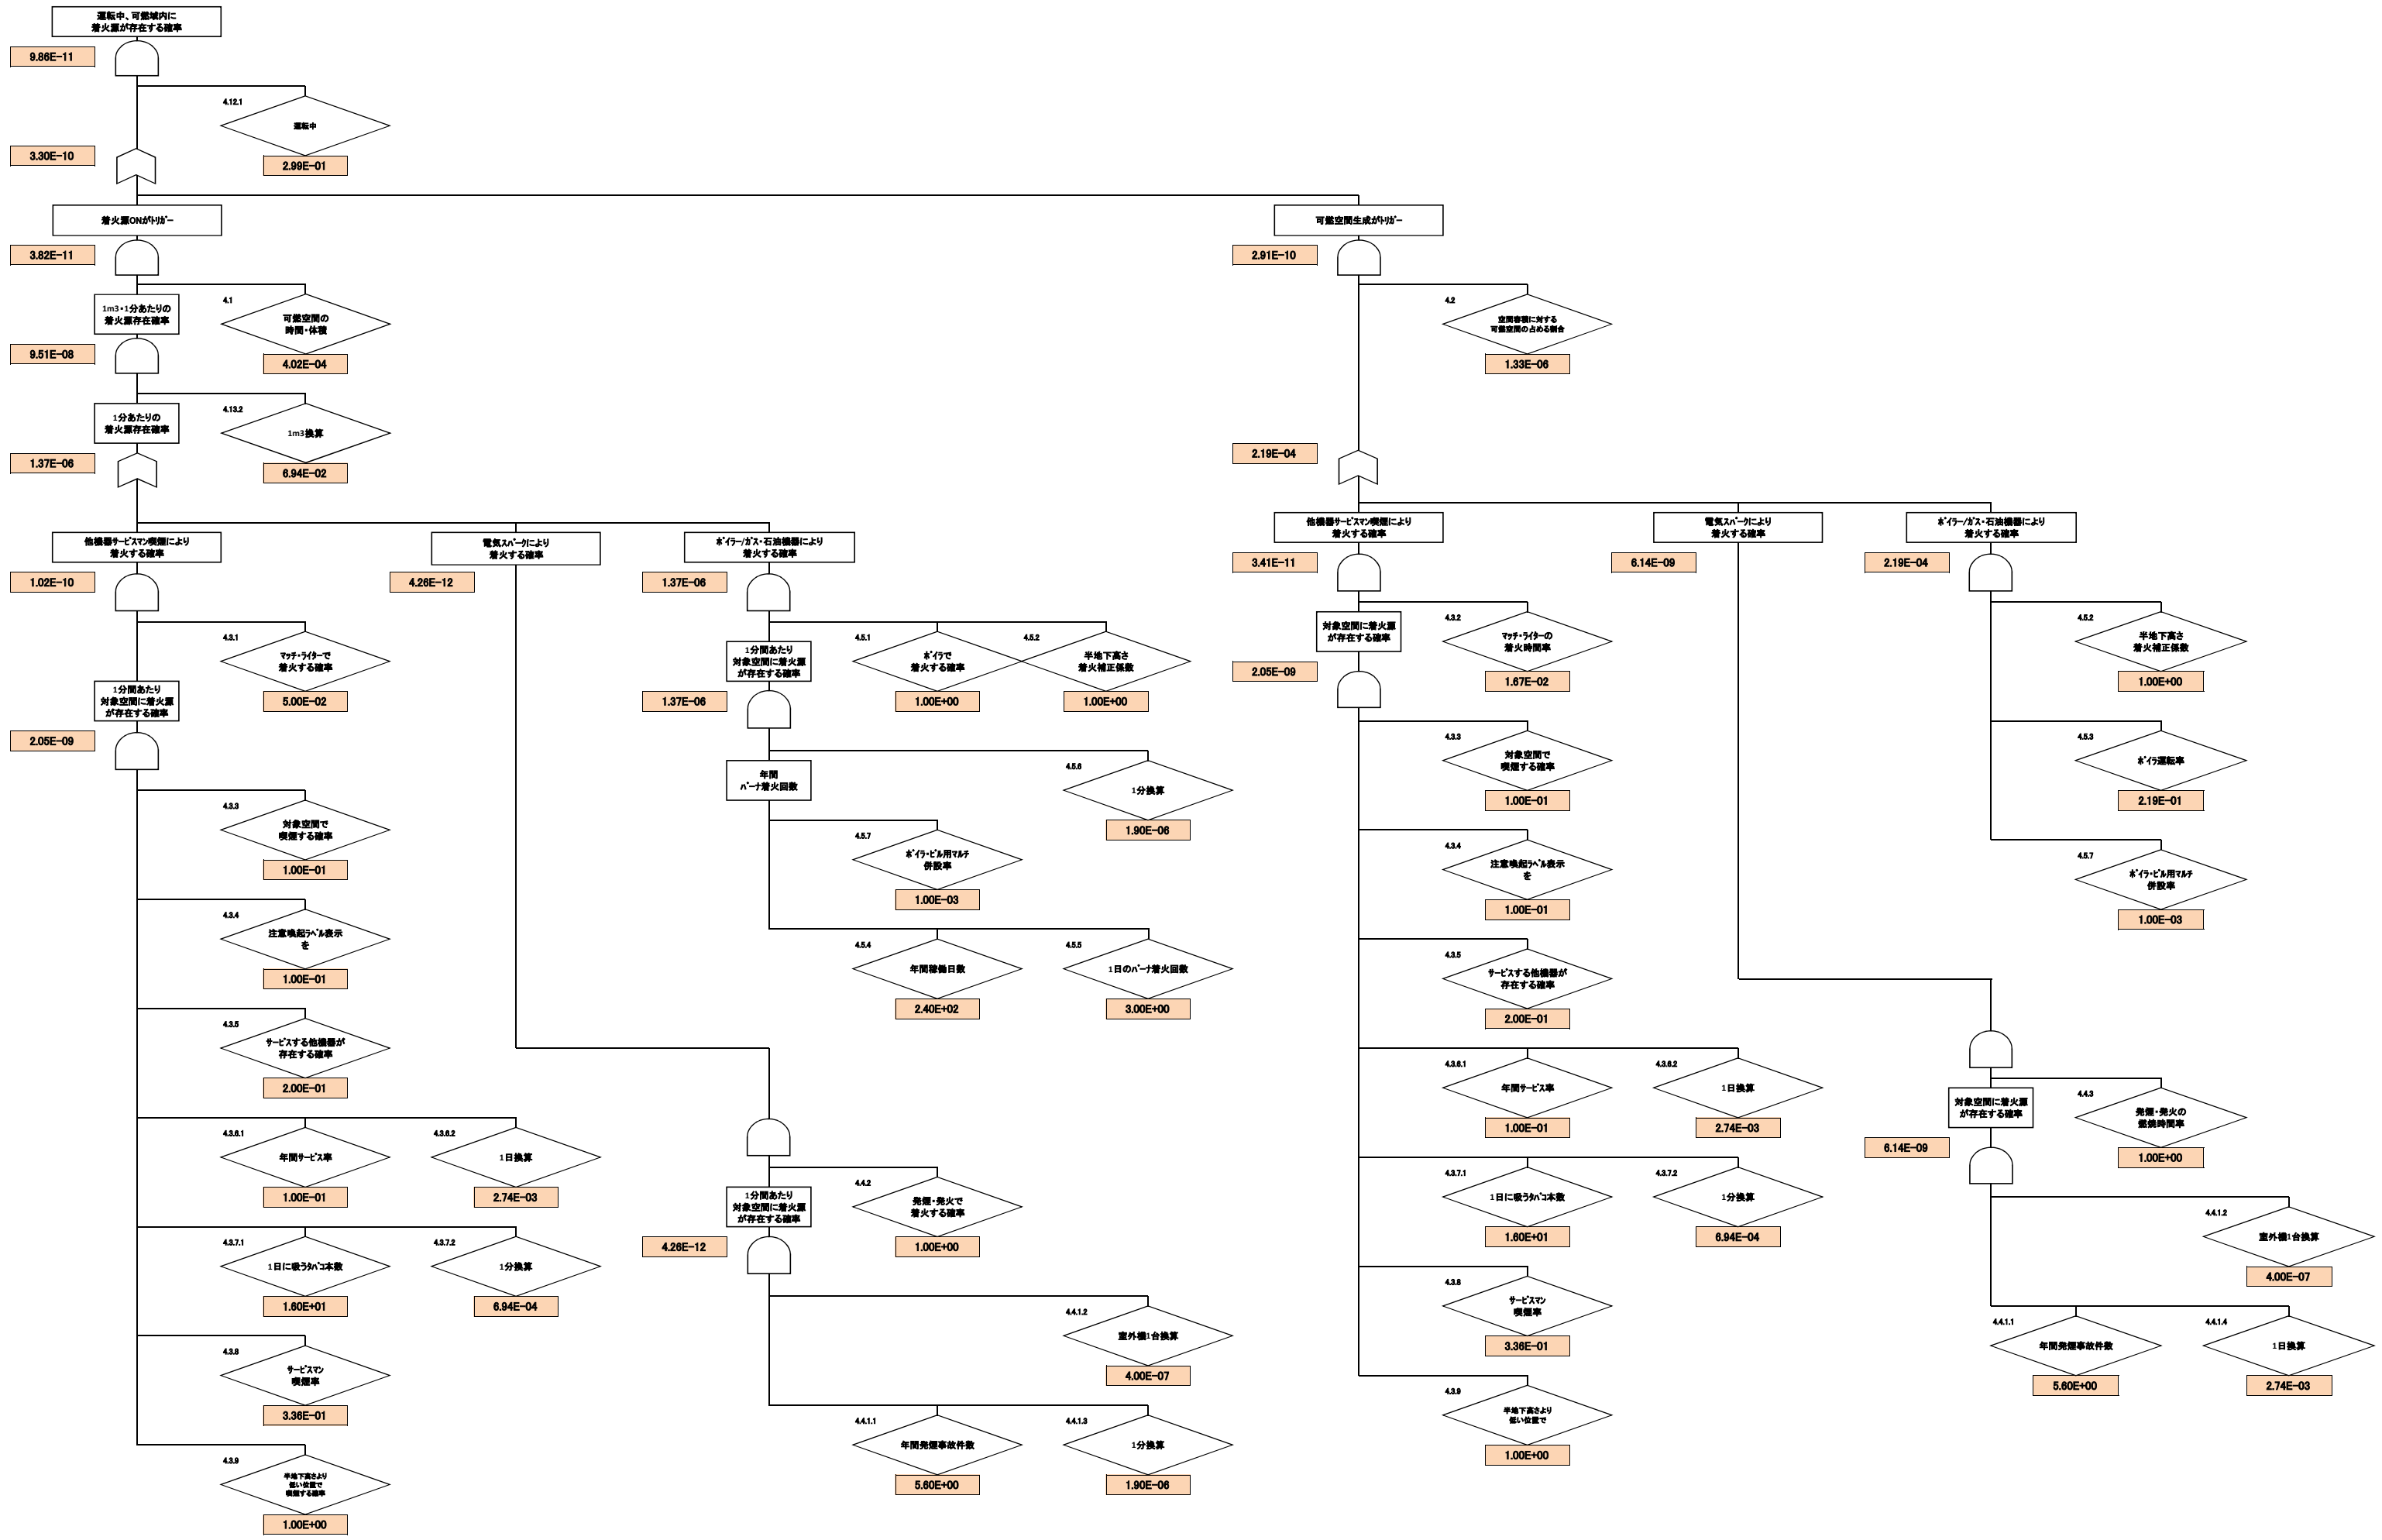 運転中、可燃域内に
着火源が存在する確率
9.86E-11
4.12.1
運転中
2.99E-01
3.30E-10
着火源ONがﾄﾘｶﾞｰ
3.82E-11
1m3・1分あたりの
着火源存在確率
4.1
可燃空間の
時間・体積
4.02E-04
9.51E-08
1分あたりの
着火源存在確率
4.13.2
1m3換算
6.94E-02
1.37E-06
他機器ｻｰﾋﾞｽﾏﾝ喫煙により
着火する確率
1.02E-10
4.3.1
ﾏｯﾁ・ﾗｲﾀｰで
着火する確率
5.00E-02
1分間あたり
対象空間に着火源
が存在する確率
2.05E-09
4.3.3
対象空間で
喫煙する確率
1.00E-01
4.3.4
注意喚起ﾗﾍﾞﾙ表示
を
1.00E-01
4.3.5
ｻｰﾋﾞｽする他機器が
存在する確率
2.00E-01
4.3.6.1
年間ｻｰﾋﾞｽ率
1.00E-01
4.3.6.2
1日換算
2.74E-03
4.3.7.1
1日に吸うﾀﾊﾞｺ本数
1.60E+01
4.3.7.2
1分換算
6.94E-04
4.3.8
ｻｰﾋﾞｽﾏﾝ
喫煙率
3.36E-01
4.3.9
半地下高さより
低い位置で
喫煙する確率
1.00E+00
電気ｽﾊﾟｰｸにより
着火する確率
4.26E-12
1分間あたり
対象空間に着火源
が存在する確率
4.4.2
発煙・発火で
着火する確率
1.00E+00
4.26E-12
4.4.1.2
室外機1台換算
4.00E-07
4.4.1.1
年間発煙事故件数
5.60E+00
4.4.1.3
1分換算
1.90E-06
ﾎﾞｲﾗｰ/ｶﾞｽ・石油機器により
着火する確率
1.37E-06
1分間あたり
対象空間に着火源
が存在する確率
4.5.1
ﾎﾞｲﾗで
着火する確率
1.00E+00
4.5.2
半地下高さ
着火補正係数
1.00E+00
1.37E-06
年間
ﾊﾞｰﾅ着火回数
4.5.6
1分換算
1.90E-06
4.5.7
ﾎﾞｲﾗ・ﾋﾞﾙ用ﾏﾙﾁ
併設率
1.00E-03
4.5.4
年間稼働日数
2.40E+02
4.5.5
1日のﾊﾞｰﾅ着火回数
3.00E+00
可燃空間生成がﾄﾘｶﾞｰ
2.91E-10
4.2
空間容積に対する
可燃空間の占める割合
1.33E-06
2.19E-04
他機器ｻｰﾋﾞｽﾏﾝ喫煙により
着火する確率
3.41E-11
対象空間に着火源
が存在する確率
4.3.2
ﾏｯﾁ・ﾗｲﾀｰの
着火時間率
1.67E-02
2.05E-09
4.3.3
対象空間で
喫煙する確率
1.00E-01
4.3.4
注意喚起ﾗﾍﾞﾙ表示
を
1.00E-01
4.3.5
ｻｰﾋﾞｽする他機器が
存在する確率
2.00E-01
4.3.6.1
年間ｻｰﾋﾞｽ率
1.00E-01
4.3.6.2
1日換算
2.74E-03
4.3.7.1
1日に吸うﾀﾊﾞｺ本数
1.60E+01
4.3.7.2
1分換算
6.94E-04
4.3.8
ｻｰﾋﾞｽﾏﾝ
喫煙率
3.36E-01
4.3.9
半地下高さより
低い位置で
1.00E+00
電気ｽﾊﾟｰｸにより
着火する確率
6.14E-09
対象空間に着火源
が存在する確率
4.4.3
発煙・発火の
燃焼時間率
1.00E+00
6.14E-09
4.4.1.2
室外機1台換算
4.00E-07
4.4.1.1
年間発煙事故件数
5.60E+00
4.4.1.4
1日換算
2.74E-03
ﾎﾞｲﾗｰ/ｶﾞｽ・石油機器により
着火する確率
2.19E-04
4.5.2
半地下高さ
着火補正係数
1.00E+00
4.5.3
ﾎﾞｲﾗ運転率
2.19E-01
4.5.7
ﾎﾞｲﾗ・ﾋﾞﾙ用ﾏﾙﾁ
併設率
1.00E-03